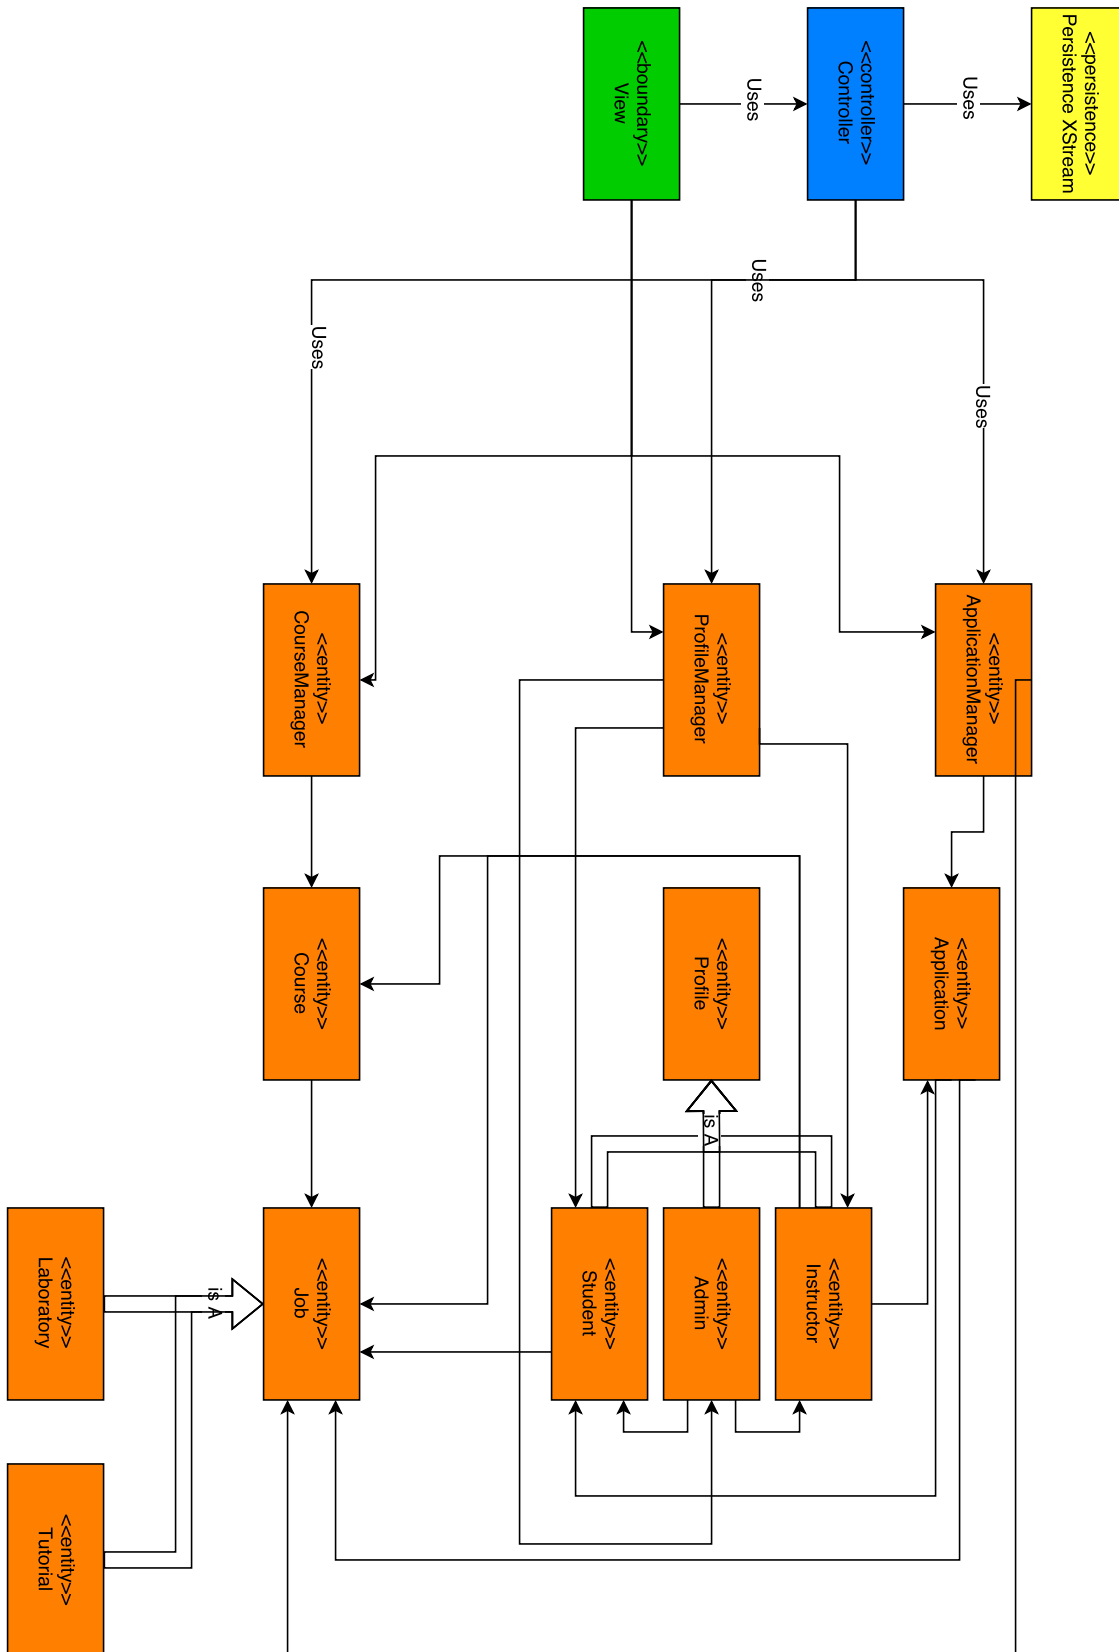 <<persistence>>
Persistence XStream
Uses
<<controller>>
Controller
Uses
<<boundary>>
View
Uses
Uses
Uses
<<entity>>
ApplicationManager
<<entity>>
ProfileManager
<<entity>>
CourseManager
<<entity>>
Application
<<entity>>
Profile
<<entity>>
Course
is A
<<entity>>
Instructor
<<entity>>
Admin
<<entity>>
Student
<<entity>>
Job
is A
<<entity>>
Laboratory
<<entity>>
Tutorial